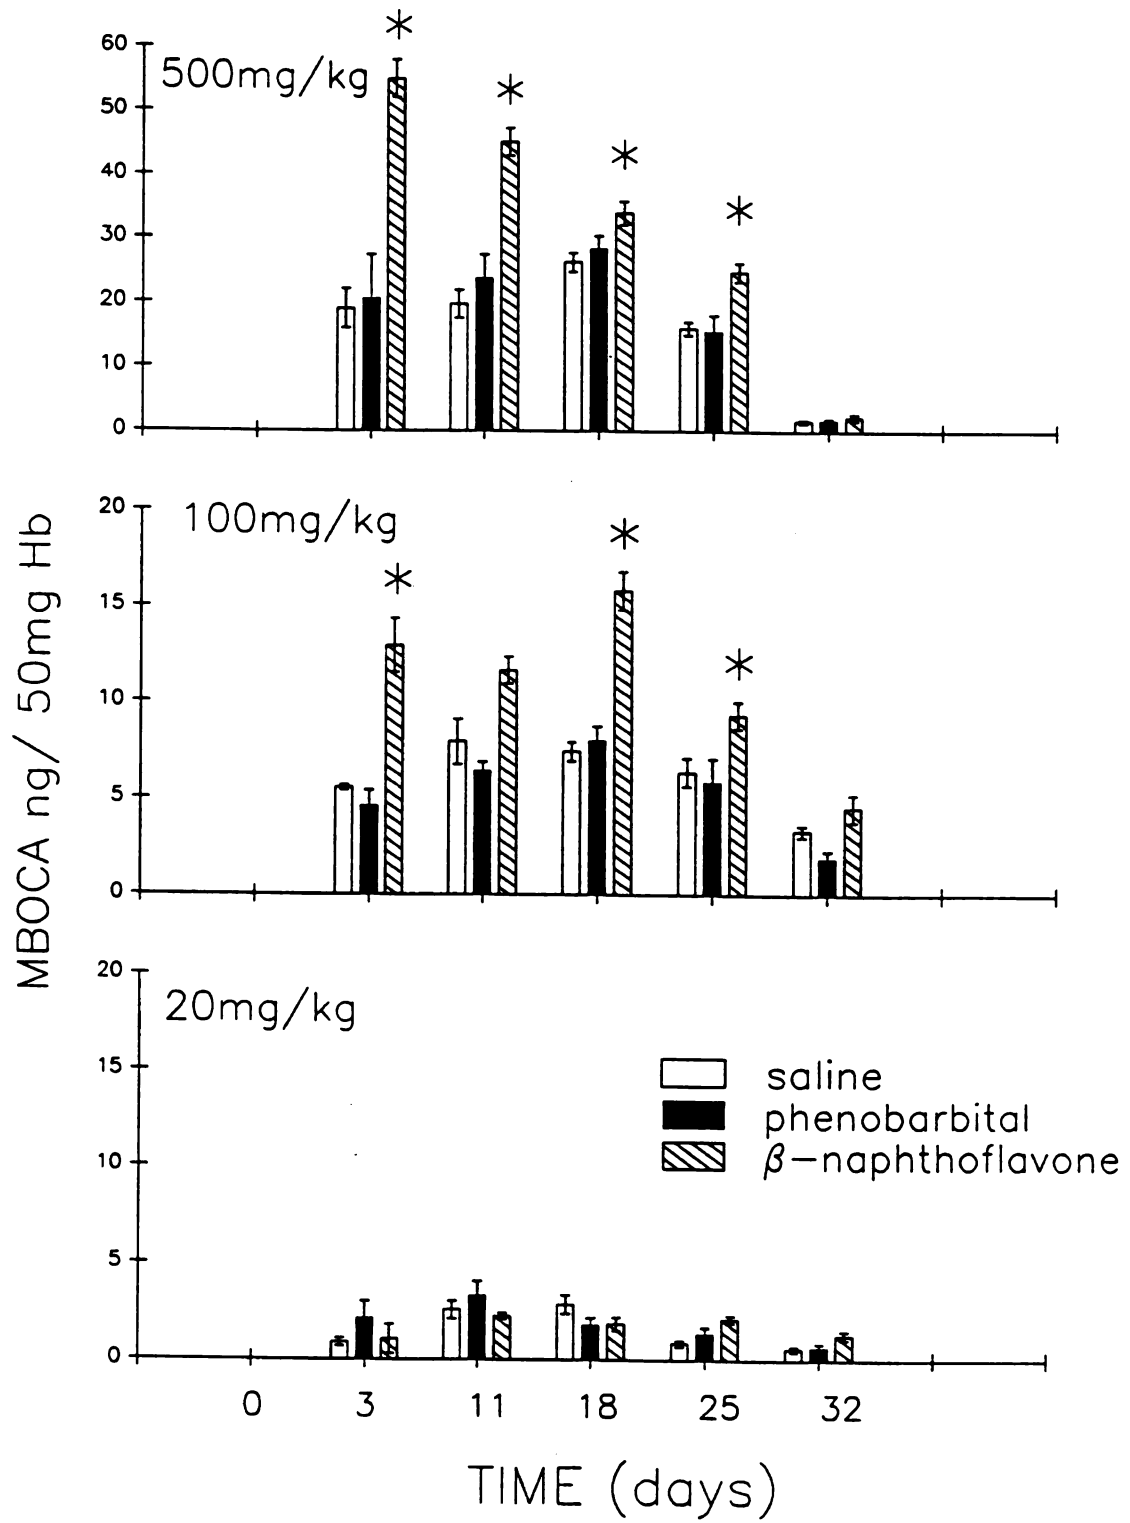 *
60
500mg/kg
*
50
*
40
*
30
20
10
0
20
100mg/kg
*
*
15
*
10
5
0
MBOCA ng/ 50mg Hb
20
20mg/kg
15
saline
phenobarbital
10
β-naphthoflavone
5
0
0 3 11 18 25 32
TIME (days)